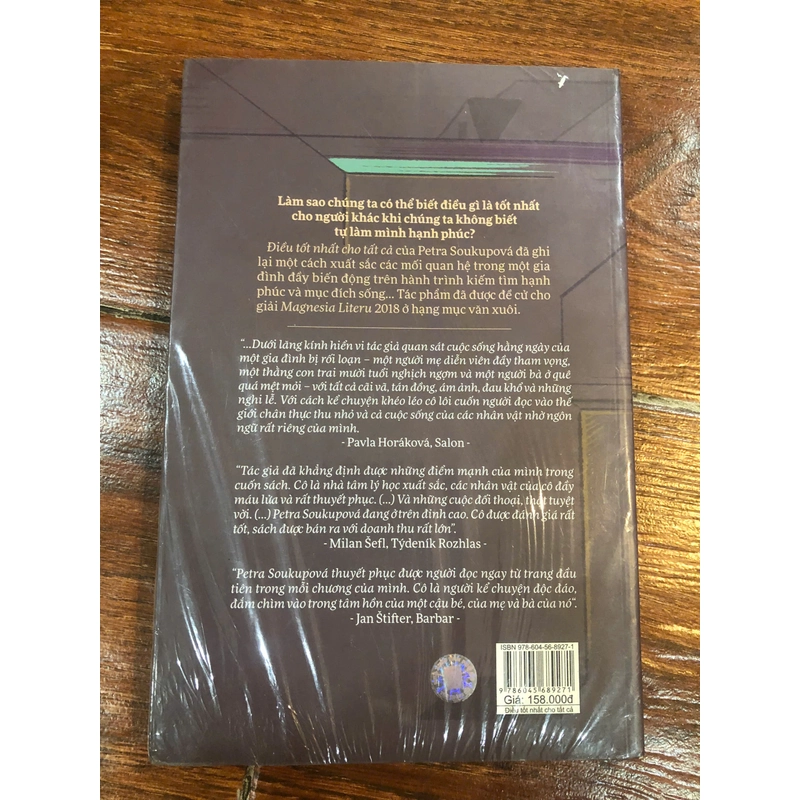 Làm sao chúng ta có thể biết điều gì là tốt nhất
cho người khác khi chúng ta không biết
tự làm mình hạnh phúc?
Điều tốt nhất cho tất cả của Petra Soukupová đã ghi
lại một cách xuất sắc các mối quan hệ trong một gia
đình đầy biến động trên hành trình kiếm tìm hạnh
phúc và mục đích sống... Tác phẩm đã được đề cử cho
giải Magnesia Literu 2018 ở hạng mục văn xuôi.
“...Dưới lăng kính hiển vi tác giả quan sát cuộc sống hằng ngày của
một gia đình bị rối loạn – một người mẹ diễn viên đầy tham vọng,
một thằng con trai mười tuổi nghịch ngợm và một người bà ở quê
quá mệt mỏi – với tất cả cãi vã, tán đồng, ám ảnh, đau khổ và những
nghi lễ. Với cách kể chuyện khéo léo cô lôi cuốn người đọc vào thế
giới chân thực thu nhỏ và cả cuộc sống của các nhân vật nhờ ngôn
ngữ rất riêng của mình.
- Pavla Horáková, Salon -
“Tác giả đã khẳng định được những điểm mạnh của mình trong
cuốn sách. Cô là nhà tâm lý học xuất sắc, các nhân vật của cô đầy
máu lửa và rất thuyết phục. (...) Và những cuộc đối thoại, thật tuyệt
vời. (...) Petra Soukupová đang ở trên đỉnh cao. Cô được đánh giá rất
tốt, sách được bán ra với doanh thu rất lớn”.
- Milan Šefl, Týdeník Rozhlas -
“Petra Soukupová thuyết phục được người đọc ngay từ trang đầu
tiên trong mỗi chương của mình. Cô là người kể chuyện độc đáo,
đắm chìm vào trong tâm hồn của một cậu bé, của mẹ và bà của nó”.
- Jan Štifter, Barbar -
ISBN 978-604-56-8927-1
9 786045 689271
Giá: 158.000đ
Điều tốt nhất cho tất cả